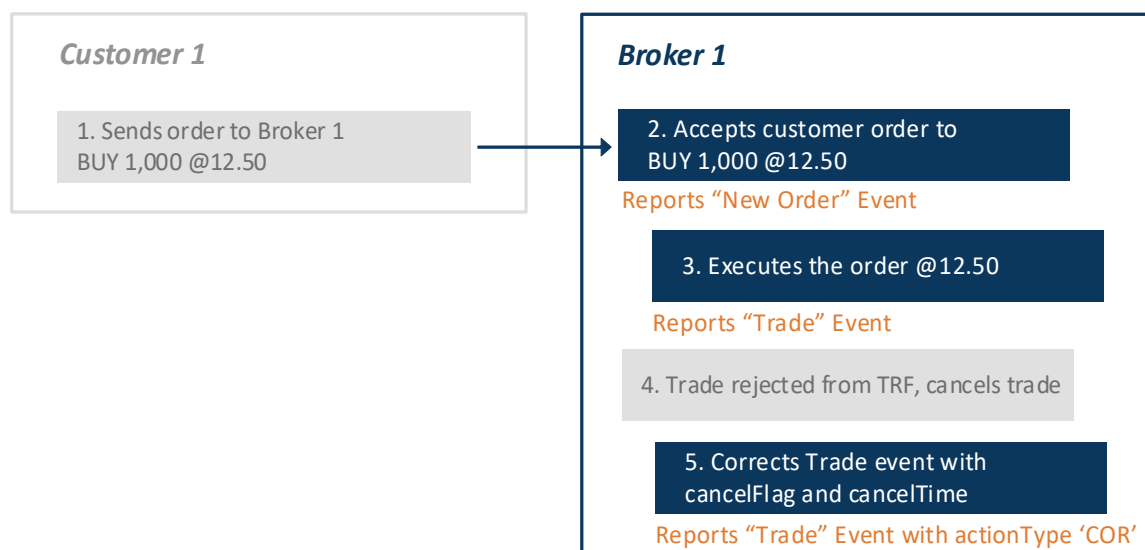 Customer 1
1. Sends order to Broker 1
BUY 1,000 @12.50
Broker 1
2. Accepts customer order to
BUY 1,000 @12.50
Reports “New Order” Event
3. Executes the order @12.50
Reports “Trade” Event
4. Trade rejected from TRF, cancels trade
5. Corrects Trade event with
cancelFlag and cancelTime
Reports “Trade” Event with actionType ‘COR’